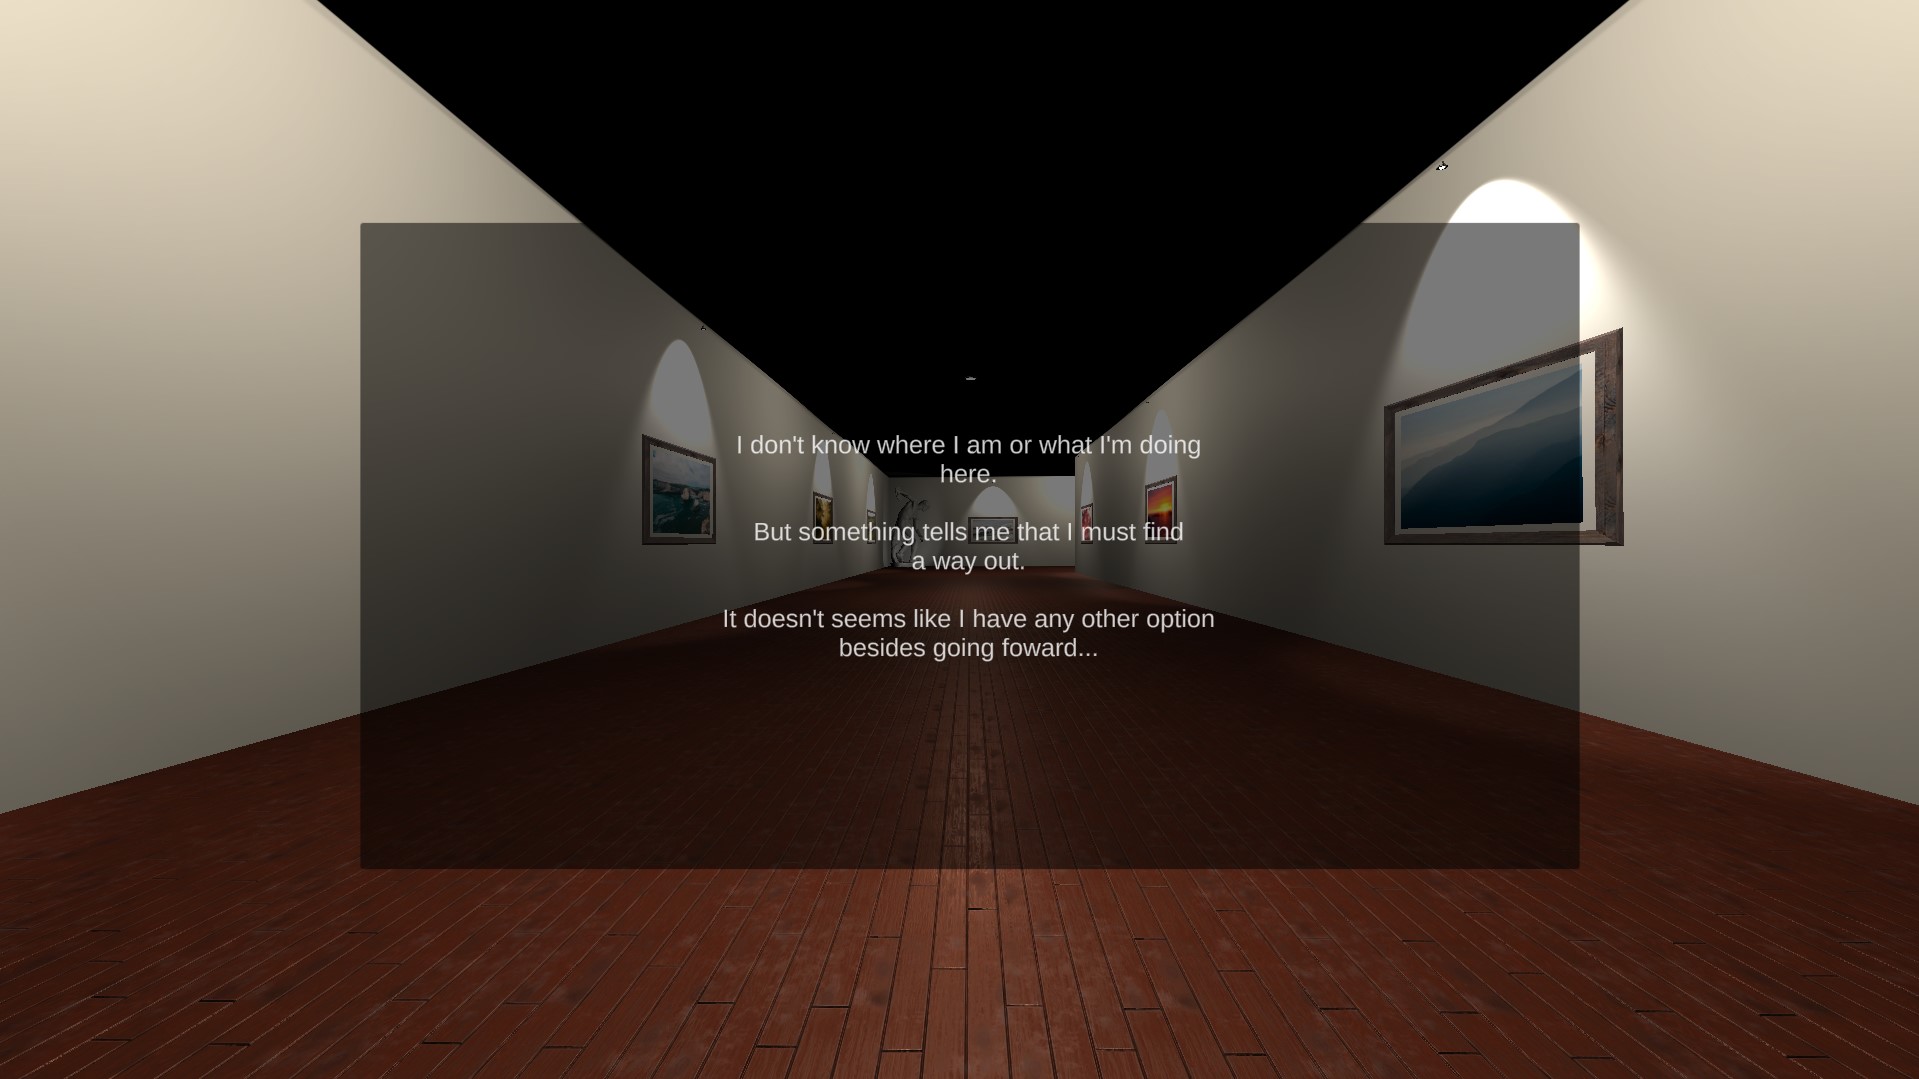 I don't know where I am or what I'm doing
here.
But something tells me that I must find
a way out.
It doesn't seems like I have any other option
besides going foward...